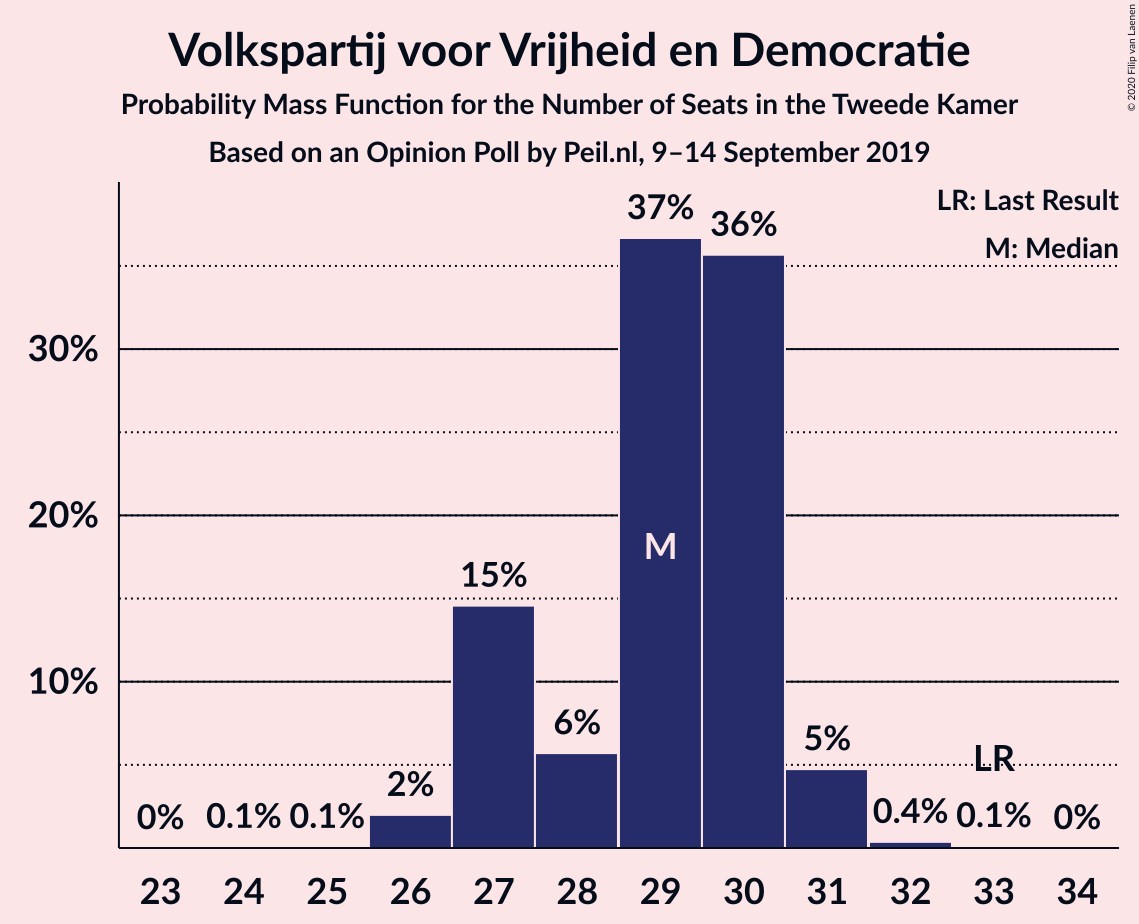 Volkspartij voor Vrijheid en Democratie
Probability Mass Function for the Number of Seats in the Tweede Kamer
Based on an Opinion Poll by Peil.nl, 9–14 September 2019
© 2020 Filip van Laenen
LR: Last Result
M: Median
37%
36%
30%
20%
M
15%
10%
6%
5%
LR
2%
0%
0.1%
0.1%
0.4%
0.1%
0%
23 24 25 26 27 28 29 30 31 32 33 34